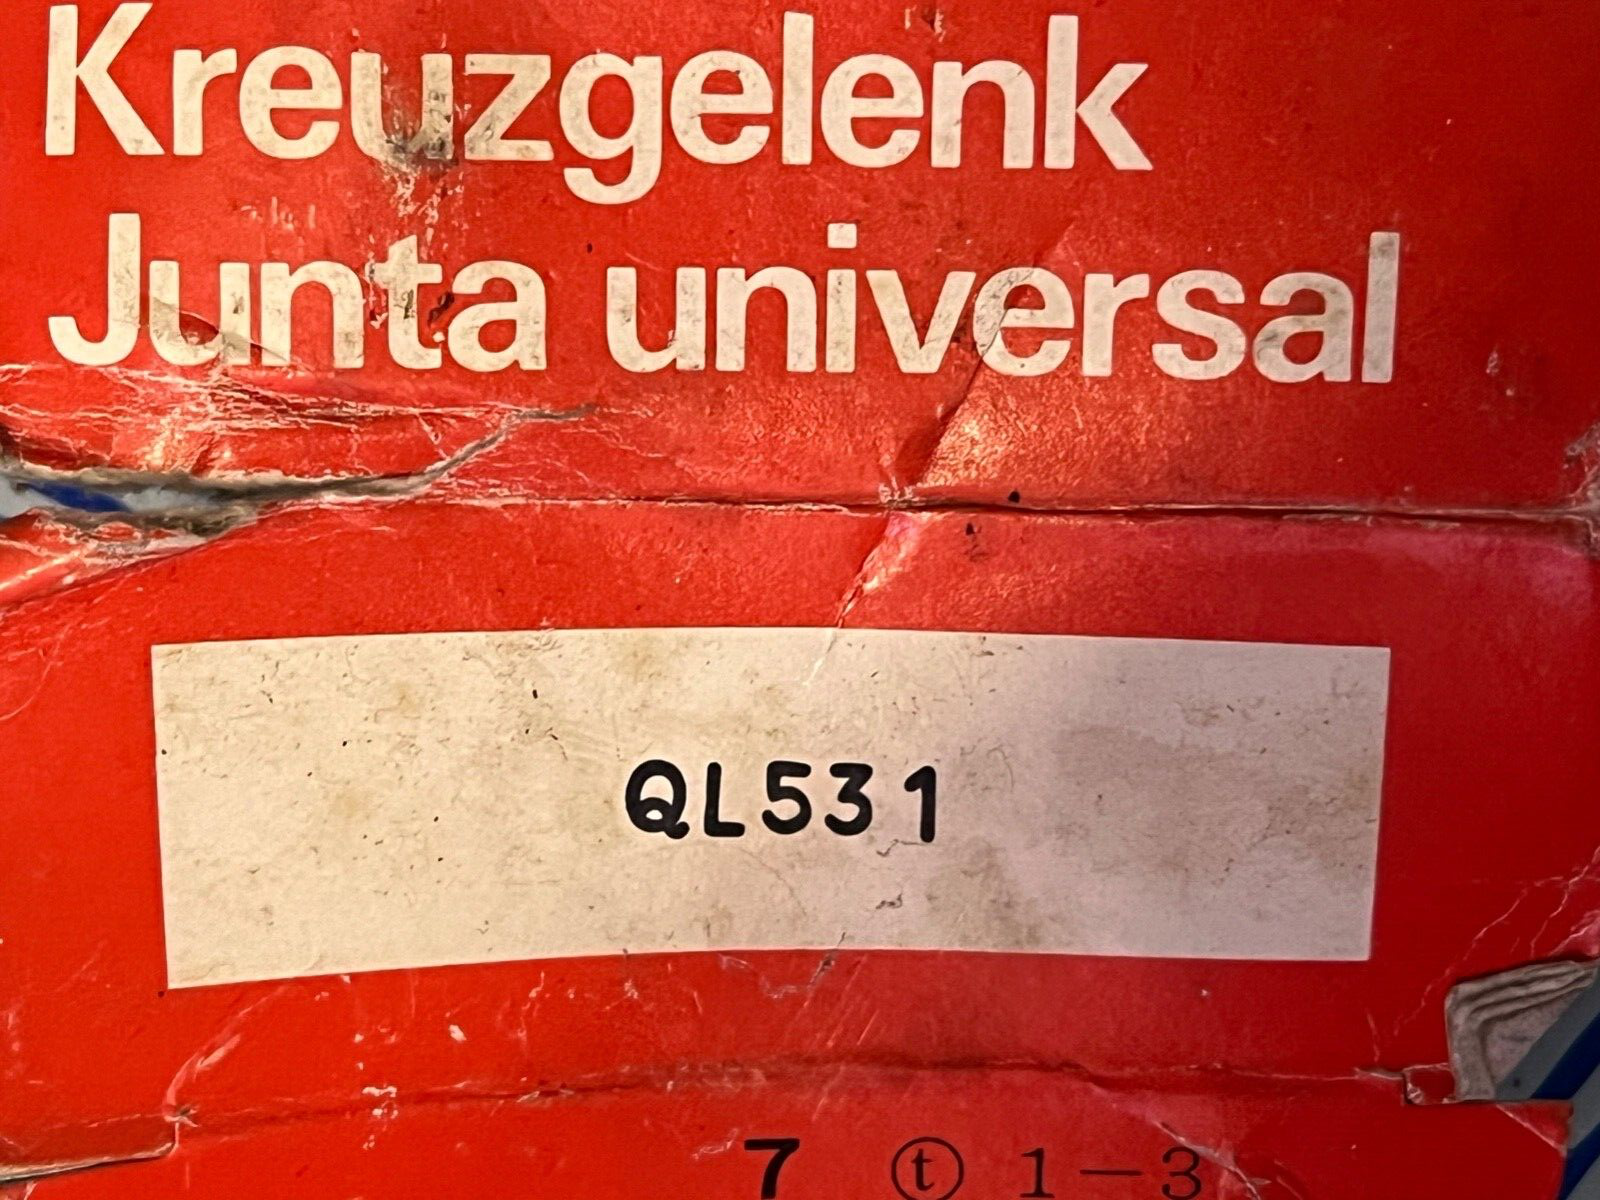 Kreuzgelenk
Junta universal
QL531
7 ⓣ 1-3